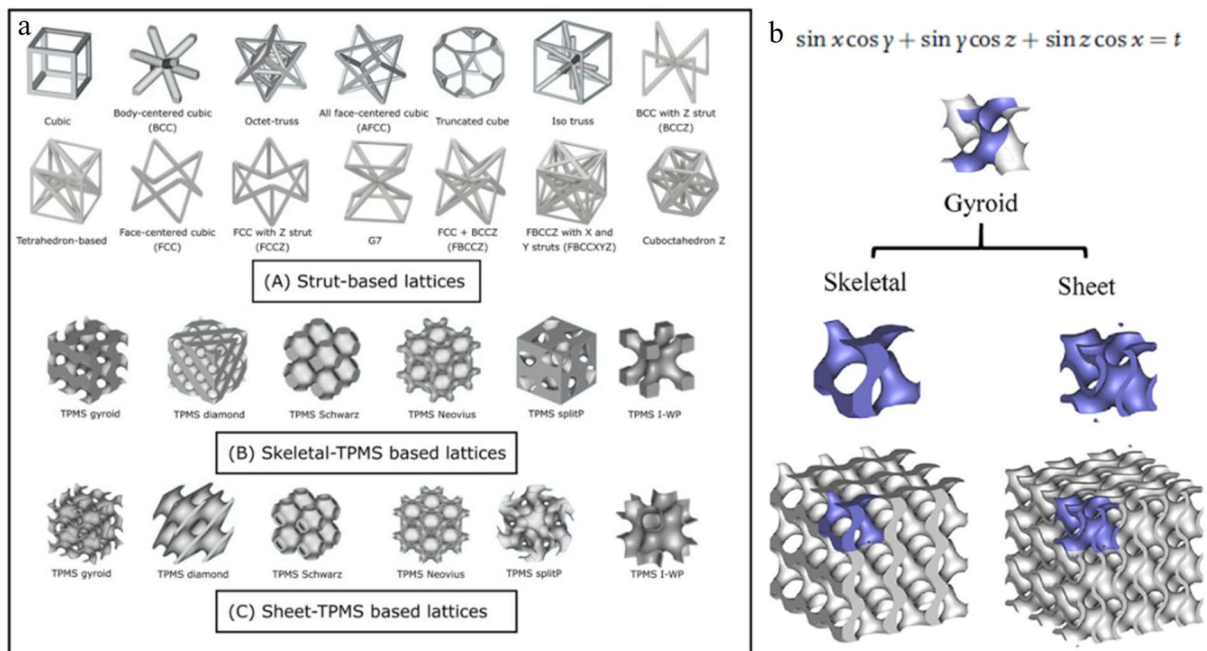 a
Cubic
Body-centered cubic
(BCC)
Octet-truss
All face-centered cubic
(AFCC)
Truncated cube
Iso truss
BCC with Z strut
(BCCZ)
Tetrahedron-based
Face-centered cubic
(FCC)
FCC with Z strut
(FCCZ)
G7
FCC + BCCZ
(FBCCZ)
FBCCZ with X and
Y struts (FBCCXYZ)
Cuboctahedron Z
(A) Strut-based lattices
TPMS gyroid
TPMS diamond
TPMS Schwarz
TPMS Neovius
TPMS splitP
TPMS I-WP
(B) Skeletal-TPMS based lattices
TPMS gyroid
TPMS diamond
TPMS Schwarz
TPMS Neovius
TPMS splitP
TPMS I-WP
(C) Sheet-TPMS based lattices
b
sin x cos y + sin y cos z + sin z cos x = t
Gyroid
Skeletal
Sheet